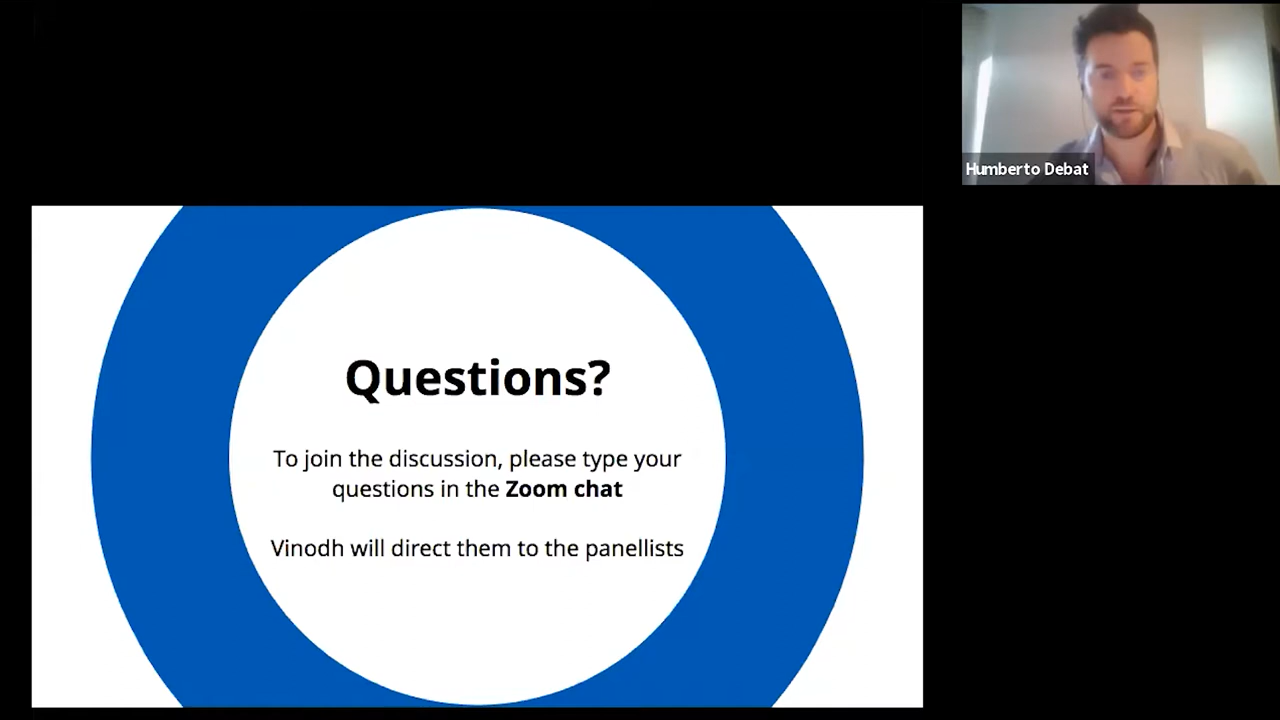 Humberto Debat
Questions?
To join the discussion, please type your
questions in the Zoom chat
Vinodh will direct them to the panellists